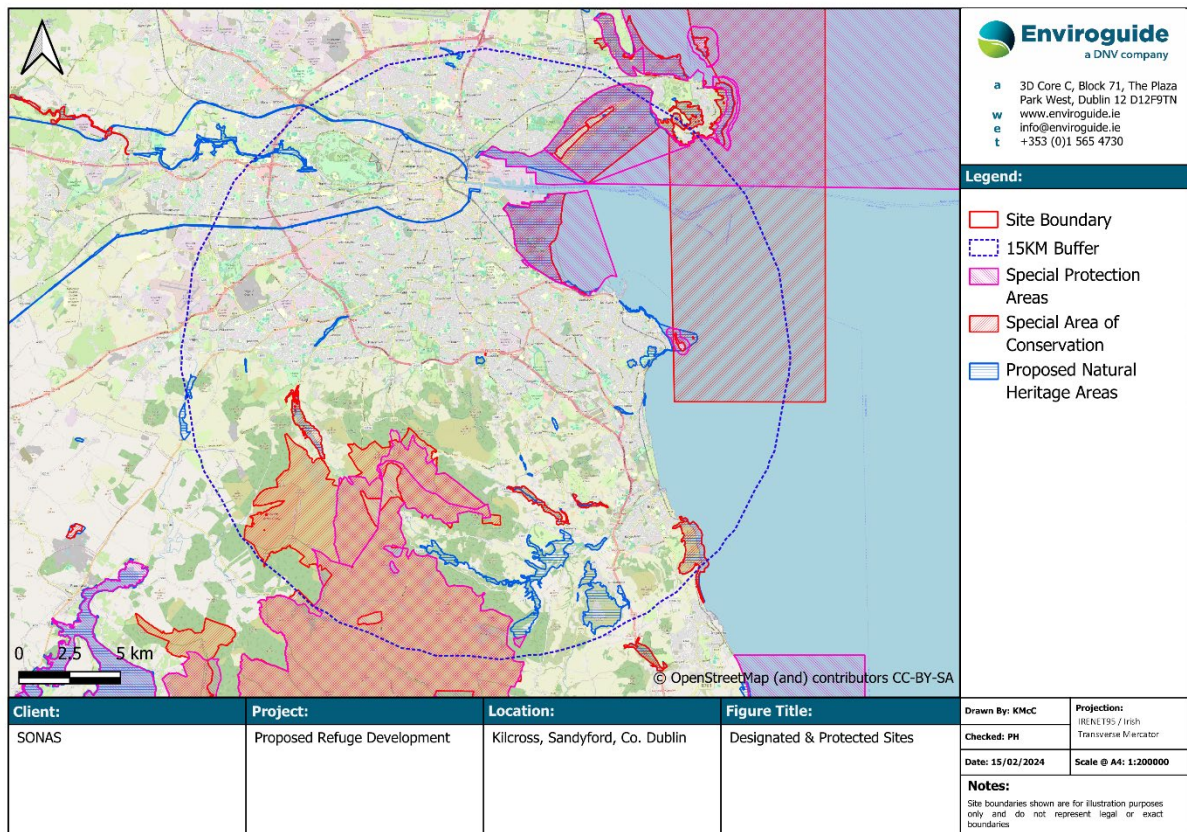 Enviroguide
a DNV company
a 3D Core C, Block 71, The Plaza
Park West, Dublin 12 D12F9TN
w www.enviroguide.ie
e info@enviroguide.ie
t +353 (0)1 565 4730
Legend:
Site Boundary
15KM Buffer
Special Protection
Areas
Special Area of
Conservation
Proposed Natural
Heritage Areas
0 2.5 5 km
© OpenStreetMap (and) contributors CC-BY-SA
Client:
SONAS
Project:
Proposed Refuge Development
Location:
Kilcross, Sandyford, Co. Dublin
Figure Title:
Designated & Protected Sites
Drawn By: KMcC
Checked: PH
Date: 15/02/2024
Projection:
IRENET95 / Irish
Transverse Mercator
Scale @ A4: 1:200000
Notes:
Site boundaries shown are for illustration purposes
only and do not represent legal or exact
boundaries